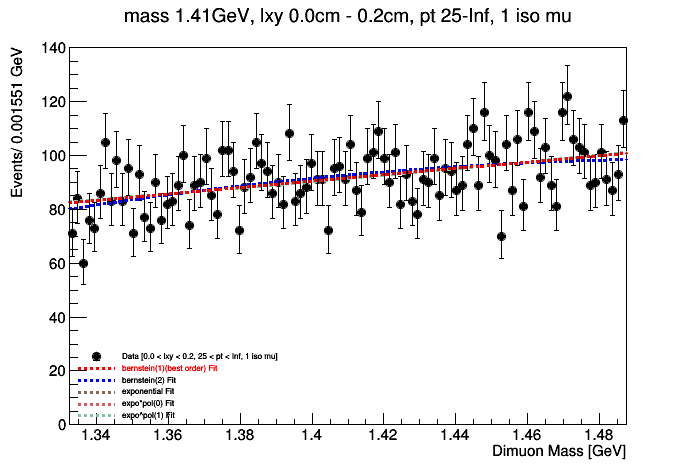 mass 1.41GeV, lxy 0.0cm - 0.2cm, pt 25-Inf, 1 iso mu
Events/ 0.001551 GeV
140
120
100
80
60
40
20
0
Data [0.0 < lxy < 0.2, 25 < pt < Inf, 1 iso mu]
bernstein(1)(best order) Fit
bernstein(2) Fit
exponential Fit
expo*pol(0) Fit
expo*pol(1) Fit
1.34 1.36 1.38 1.4 1.42 1.44 1.46 1.48
Dimuon Mass [GeV]